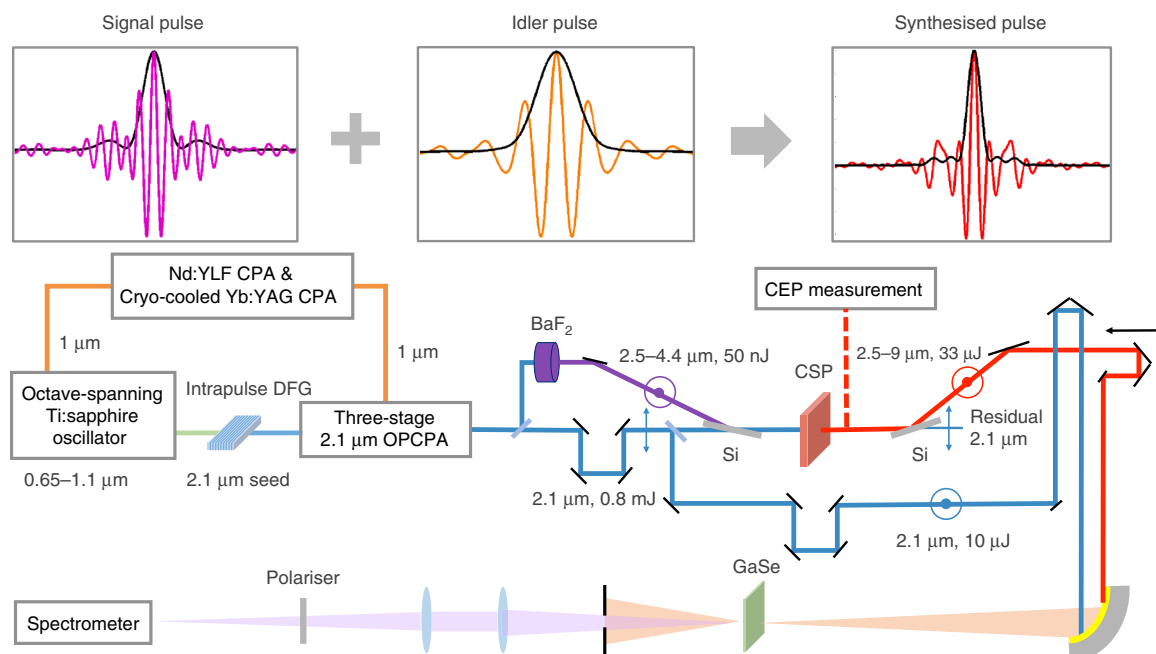 Signal pulse
Idler pulse
Synthesised pulse
Nd:YLF CPA &
Cryo-cooled Yb:YAG CPA
CEP measurement
1 μm
1 μm
BaF₂
2.5–4.4 μm, 50 nJ
2.5–9 μm, 33 μJ
CSP
Octave-spanning
Ti:sapphire
oscillator
Intrapulse DFG
Three-stage
2.1 μm OPCPA
Residual
2.1 μm
Si
Si
0.65–1.1 μm
2.1 μm seed
2.1 μm, 0.8 mJ
2.1 μm, 10 μJ
Polariser
GaSe
Spectrometer